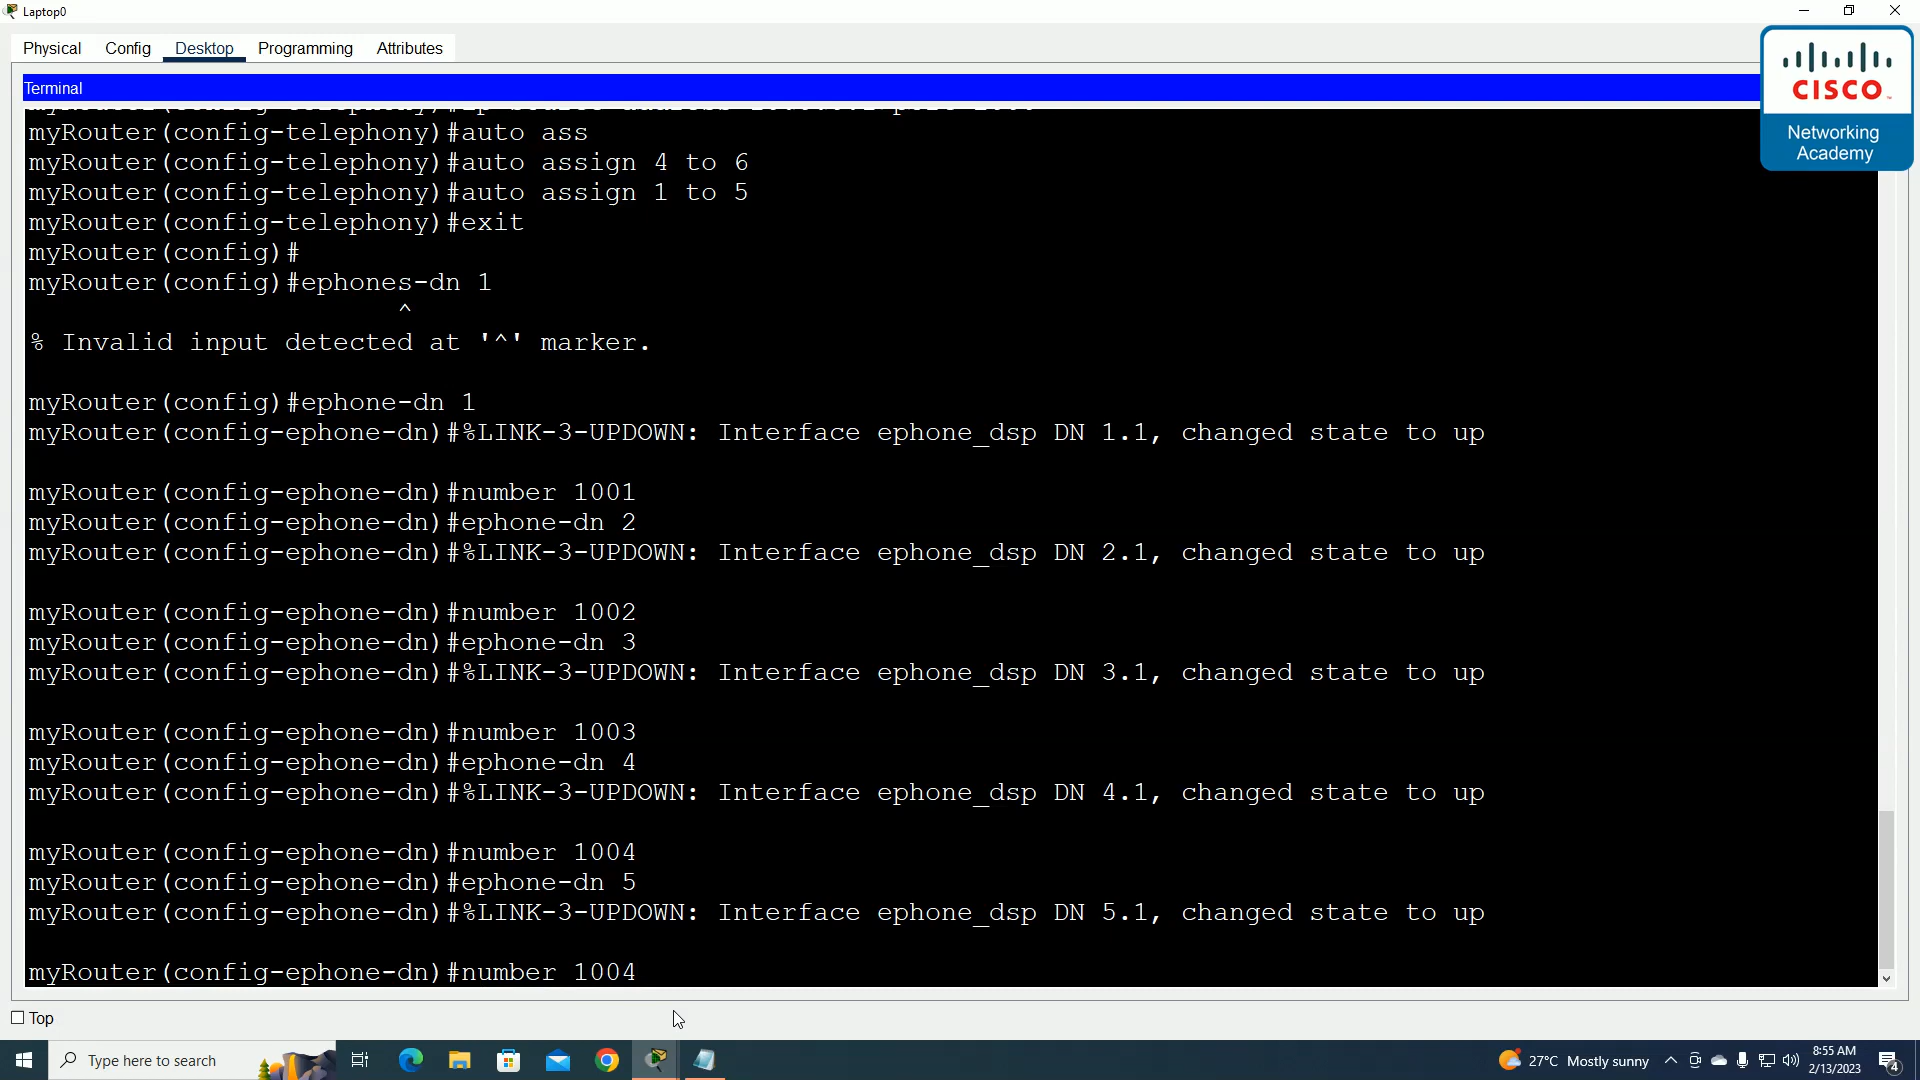 Laptop0
Physical Config Desktop Programming Attributes
Terminal
CISCO
Networking
Academy
myRouter(config-telephony)#auto ass
myRouter(config-telephony)#auto assign 4 to 6
myRouter(config-telephony)#auto assign 1 to 5
myRouter(config-telephony)#exit
myRouter(config)#
myRouter(config)#ephones-dn 1
^
% Invalid input detected at '^' marker.
myRouter(config)#ephone-dn 1
myRouter(config-ephone-dn)#%LINK-3-UPDOWN: Interface ephone_dsp DN 1.1, changed state to up
myRouter(config-ephone-dn)#number 1001
myRouter(config-ephone-dn)#ephone-dn 2
myRouter(config-ephone-dn)#%LINK-3-UPDOWN: Interface ephone_dsp DN 2.1, changed state to up
myRouter(config-ephone-dn)#number 1002
myRouter(config-ephone-dn)#ephone-dn 3
myRouter(config-ephone-dn)#%LINK-3-UPDOWN: Interface ephone_dsp DN 3.1, changed state to up
myRouter(config-ephone-dn)#number 1003
myRouter(config-ephone-dn)#ephone-dn 4
myRouter(config-ephone-dn)#%LINK-3-UPDOWN: Interface ephone_dsp DN 4.1, changed state to up
myRouter(config-ephone-dn)#number 1004
myRouter(config-ephone-dn)#ephone-dn 5
myRouter(config-ephone-dn)#%LINK-3-UPDOWN: Interface ephone_dsp DN 5.1, changed state to up
myRouter(config-ephone-dn)#number 1004
Top
Type here to search
27°C Mostly sunny
8:55 AM
2/13/2023
4